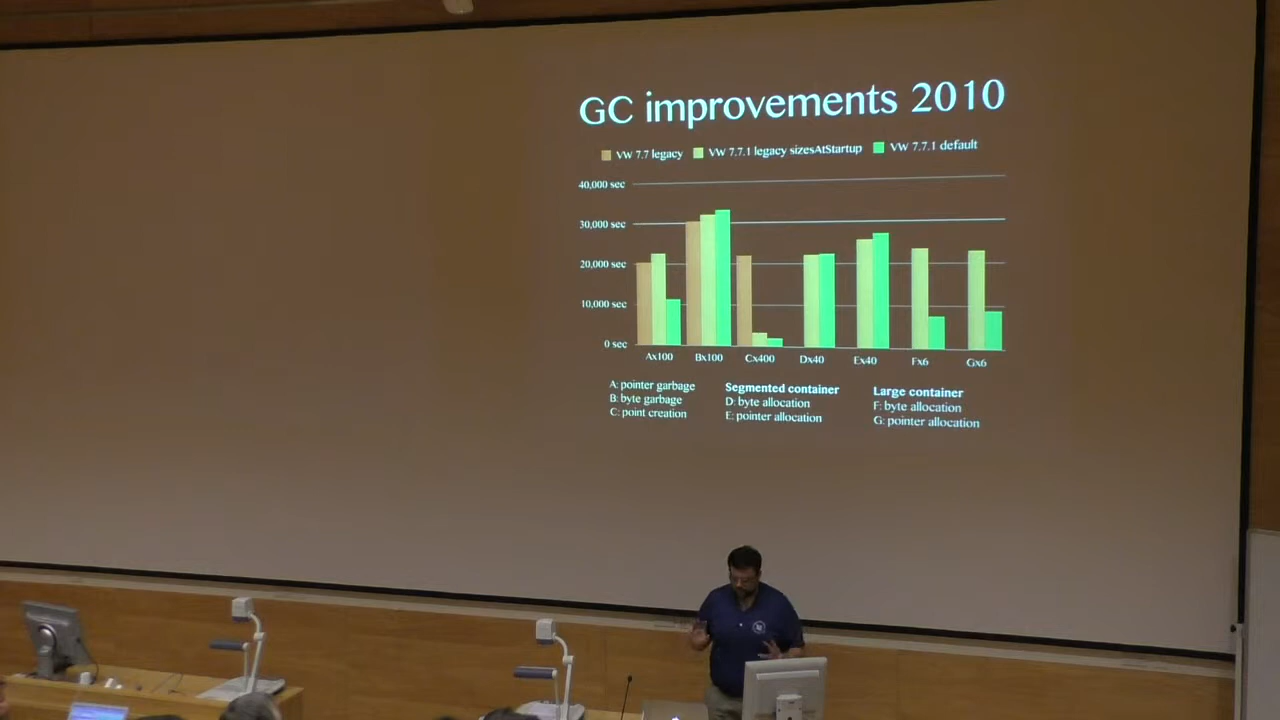 GC improvements 2010
VW 7.7 legacy VW 7.7.1 legacy sizesAtStartup VW 7.7.1 default
40,000 sec
30,000 sec
20,000 sec
10,000 sec
0 sec
Ax100 Bx100 Cx400 Dx40 Ex40 Fx6 Gx6
A: pointer garbage
B: byte garbage
C: point creation
Segmented container
D: byte allocation
E: pointer allocation
Large container
F: byte allocation
G: pointer allocation